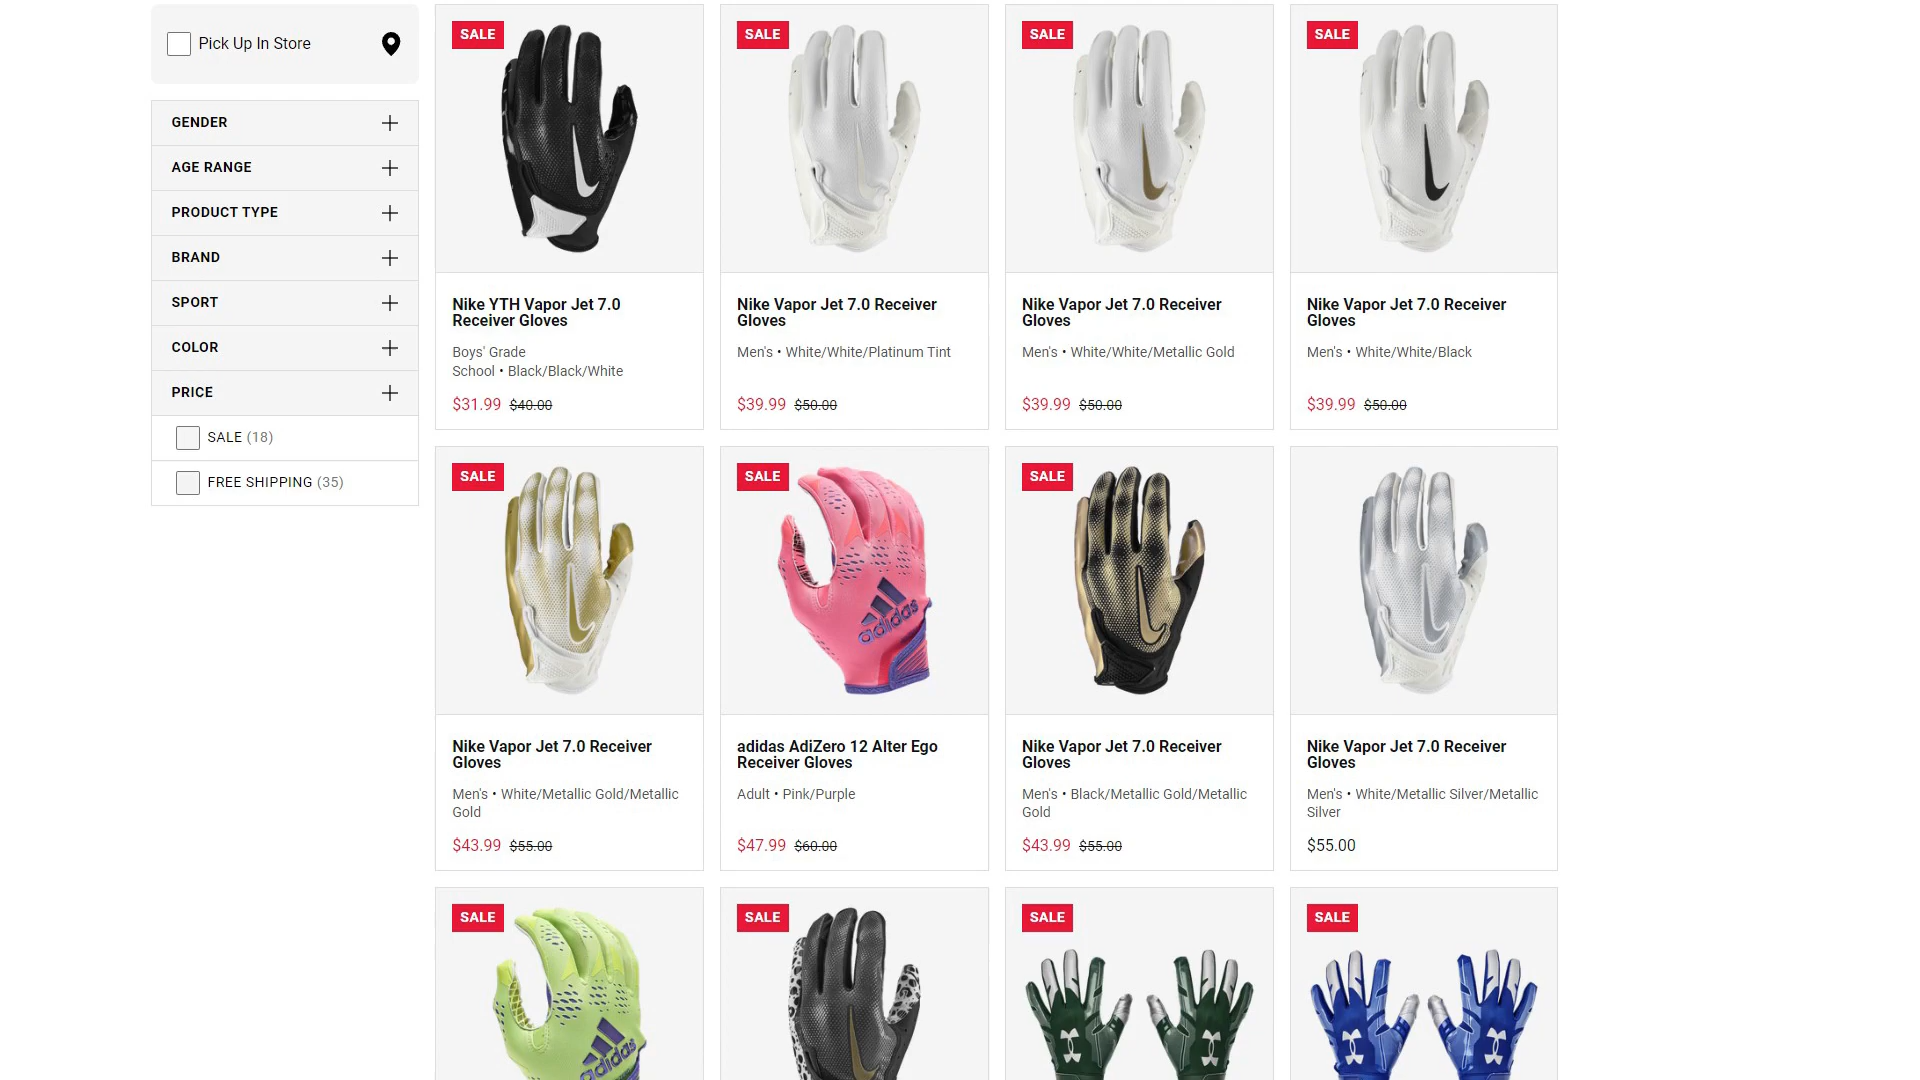 Pick Up In Store
GENDER
AGE RANGE
PRODUCT TYPE
BRAND
SPORT
COLOR
PRICE
SALE (18)
FREE SHIPPING (35)
SALE
Nike YTH Vapor Jet 7.0
Receiver Gloves
Boys' Grade
School • Black/Black/White
$31.99 $40.00
SALE
Nike Vapor Jet 7.0 Receiver
Gloves
Men's • White/White/Platinum Tint
$39.99 $50.00
SALE
Nike Vapor Jet 7.0 Receiver
Gloves
Men's • White/White/Metallic Gold
$39.99 $50.00
SALE
Nike Vapor Jet 7.0 Receiver
Gloves
Men's • White/White/Black
$39.99 $50.00
SALE
Nike Vapor Jet 7.0 Receiver
Gloves
Men's • White/Metallic Gold/Metallic
Gold
$43.99 $55.00
SALE
adidas
adidas AdiZero 12 Alter Ego
Receiver Gloves
Adult • Pink/Purple
$47.99 $60.00
SALE
Nike Vapor Jet 7.0 Receiver
Gloves
Men's • Black/Metallic Gold/Metallic
Gold
$43.99 $55.00
Nike Vapor Jet 7.0 Receiver
Gloves
Men's • White/Metallic Silver/Metallic
Silver
$55.00
SALE
adidas
SALE
SALE
SALE